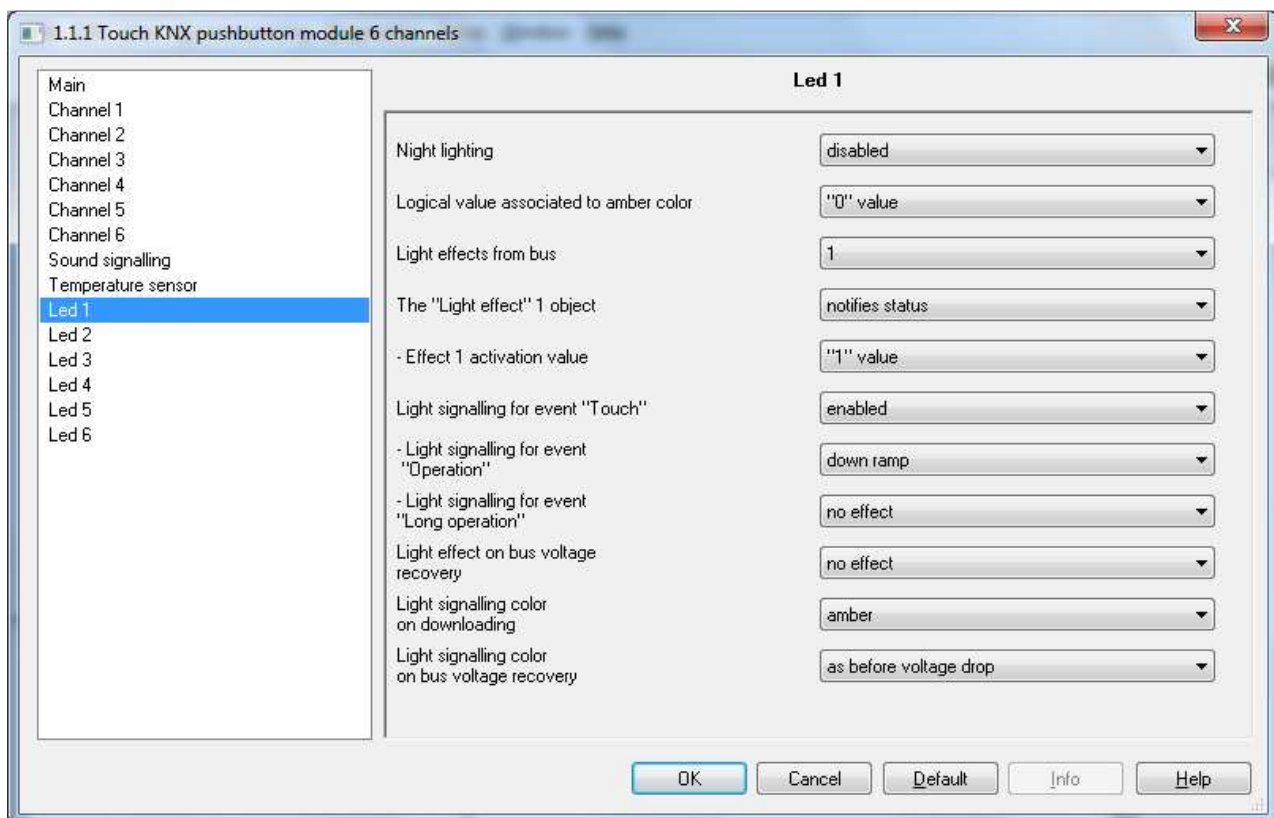 1.1.1 Touch KNX pushbutton module 6 channels
Main
Channel 1
Channel 2
Channel 3
Channel 4
Channel 5
Channel 6
Sound signalling
Temperature sensor
Led 1
Led 2
Led 3
Led 4
Led 5
Led 6
Led 1
Night lighting
disabled
Logical value associated to amber color
"0" value
Light effects from bus
1
The "Light effect" 1 object
notifies status
- Effect 1 activation value
"1" value
Light signalling for event "Touch"
enabled
- Light signalling for event
"Operation"
down ramp
- Light signalling for event
"Long operation"
no effect
Light effect on bus voltage
recovery
no effect
Light signalling color
on downloading
amber
Light signalling color
on bus voltage recovery
as before voltage drop
OK
Cancel
Default
Info
Help